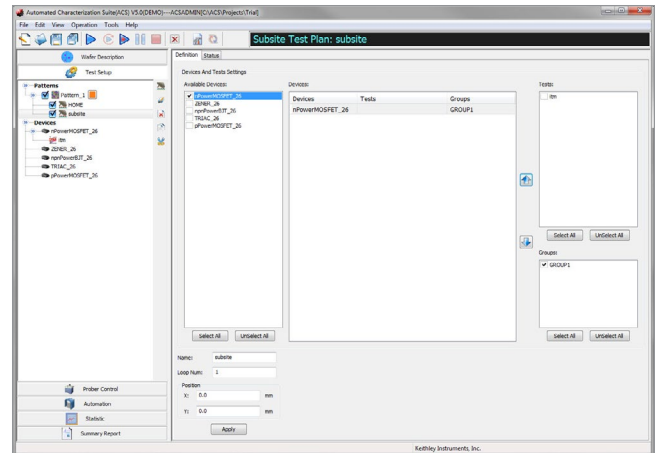 Automated Characterization Suite(ACS) V5.0(DEMO)---ACSADMIN[C:\ACS\Projects\Trial]
File Edit View Operation Tools Help
Subsite Test Plan: subsite
Wafer Description
Test Setup
Patterns
Pattern_1
HOME
subsite
Devices
nPowerMOSFET_26
itm
ZENER_26
npnPowerBJT_26
TRIAC_26
pPowerMOSFET_26
Prober Control
Automation
Statistic
Summary Report
Definition Status
Devices And Tests Settings
Available Devices:
nPowerMOSFET_26
ZENER_26
npnPowerBJT_26
TRIAC_26
pPowerMOSFET_26
Select All UnSelect All
Devices:
Devices Tests Groups
nPowerMOSFET_26 GROUP1
Tests:
itm
Select All UnSelect All
Groups:
GROUP1
Select All UnSelect All
Name: subsite
Loop Num: 1
Position
X: 0.0 mm
Y: 0.0 mm
Apply
Keithley Instruments, Inc.